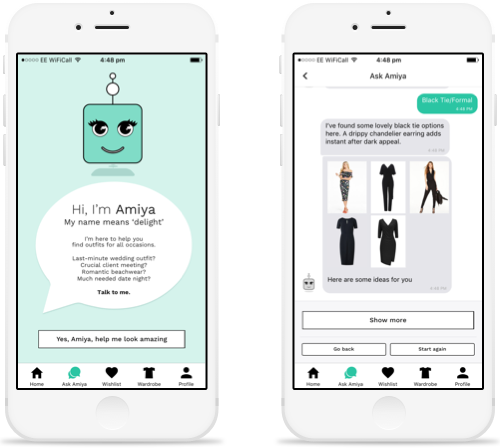 EE WiFiCall
4:48 pm
Hi, I'm Amiya
My name means 'delight'
I'm here to help you
find outfits for all occasions.
Last-minute wedding outfit?
Crucial client meeting?
Romantic beachwear?
Much needed date night?
Talk to me.
Yes, Amiya, help me look amazing
Home
Ask Amiya
Wishlist
Wardrobe
Profile
EE WiFiCall
4:48 pm
Ask Amiya
Black Tie/Formal
4:48 PM
I've found some lovely black tie options
here. A drippy chandelier earring adds
instant after dark appeal.
4:48 PM
Here are some ideas for you
4:48 PM
Show more
Go back
Start again
Home
Ask Amiya
Wishlist
Wardrobe
Profile